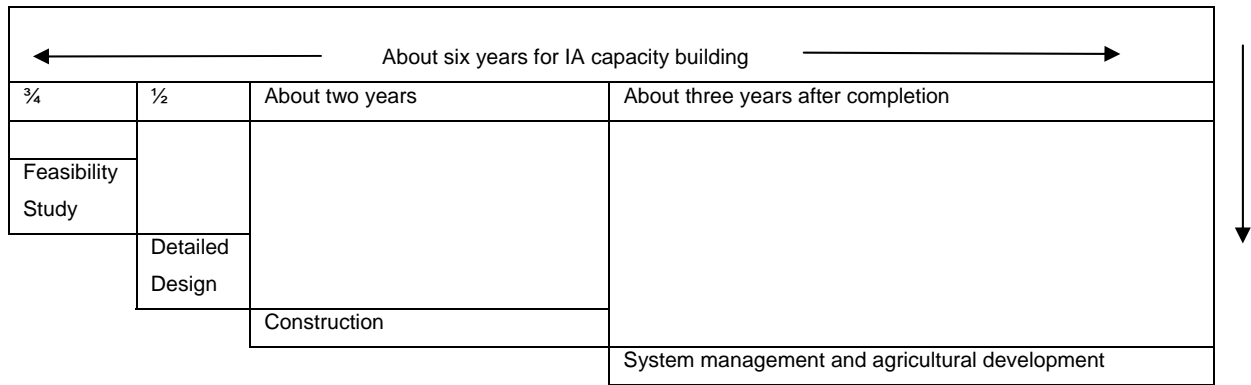 About six years for IA capacity building
¾
½
About two years
About three years after completion
Feasibility
Study
Detailed
Design
Construction
System management and agricultural development